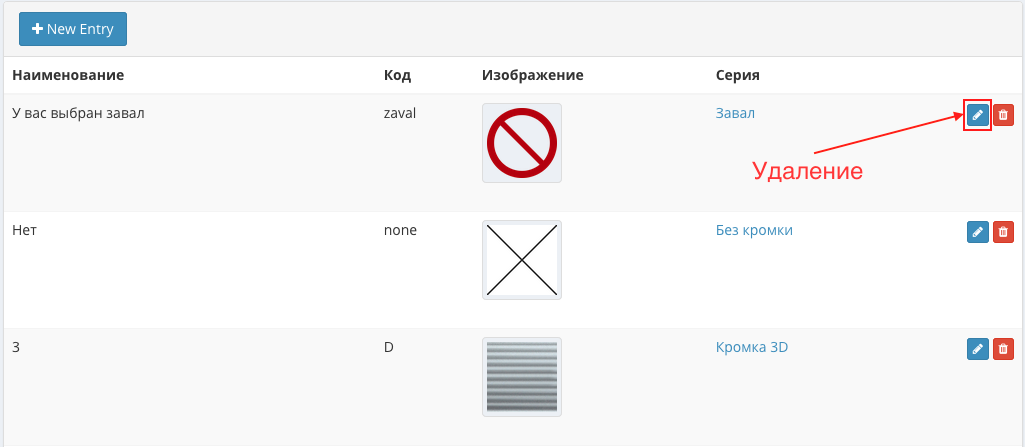 New Entry
Наименование Код Изображение Серия
У вас выбран завал zaval Завал
Удаление
Нет none Без кромки
3 D Кромка 3D